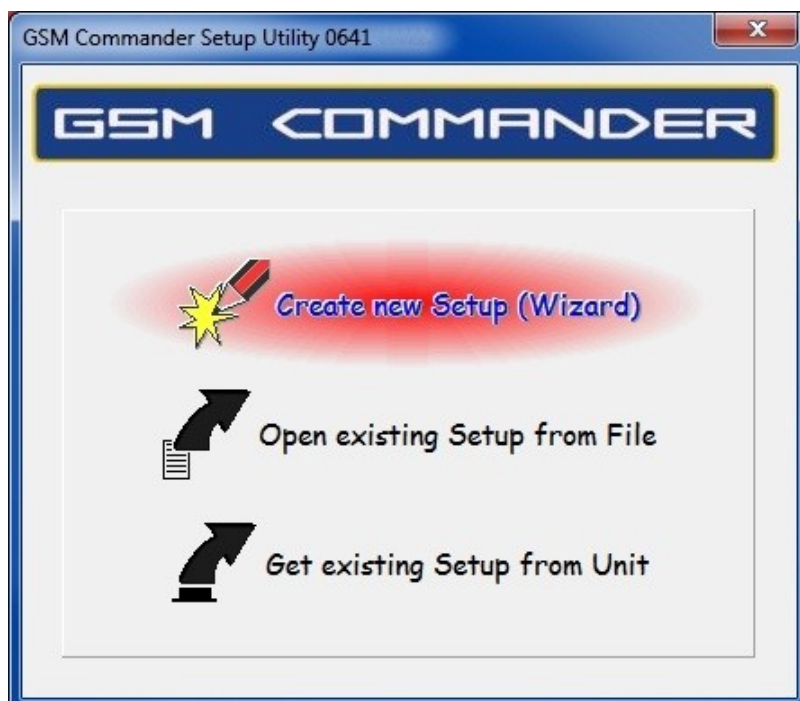 GSM Commander Setup Utility 0641
GSM COMMANDER
Create new Setup (Wizard)
Open existing Setup from File
Get existing Setup from Unit